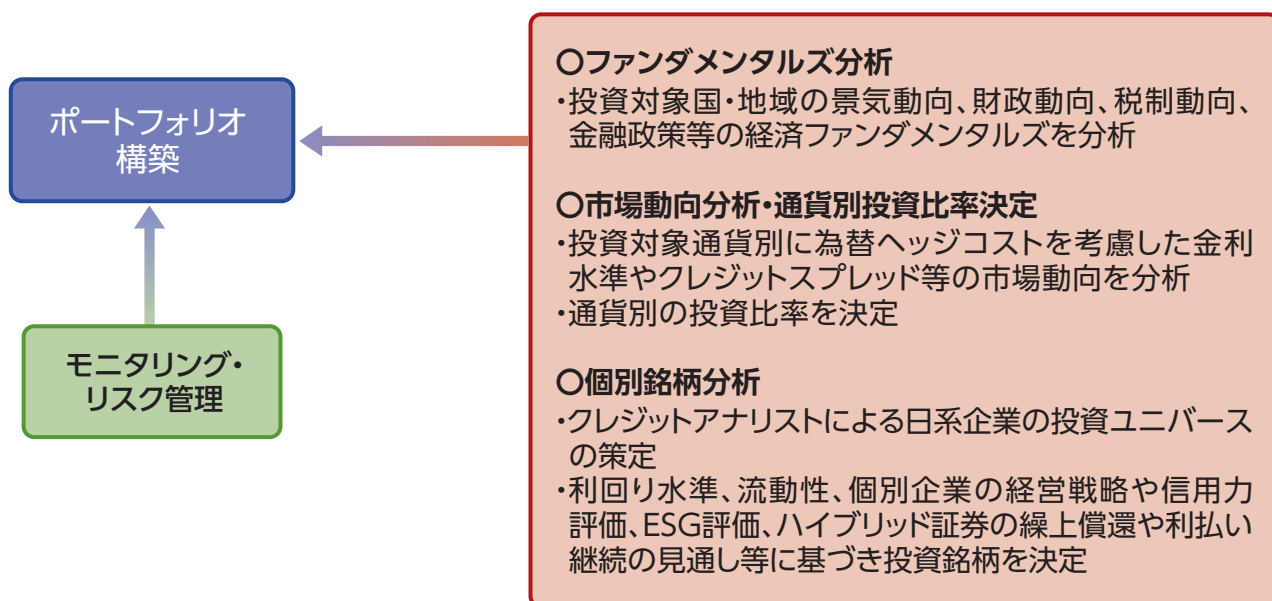 ポートフォリオ
構築
モニタリング・
リスク管理
〇ファンダメンタルズ分析
・投資対象国・地域の景気動向、財政動向、税制動向、
金融政策等の経済ファンダメンタルズを分析
〇市場動向分析・通貨別投資比率決定
・投資対象通貨別に為替ヘッジコストを考慮した金利
水準やクレジットスプレッド等の市場動向を分析
・通貨別の投資比率を決定
〇個別銘柄分析
・クレジットアナリストによる日系企業の投資ユニバース
の策定
・利回り水準、流動性、個別企業の経営戦略や信用力
評価、ESG評価、ハイブリッド証券の繰上償還や利払い
継続の見通し等に基づき投資銘柄を決定